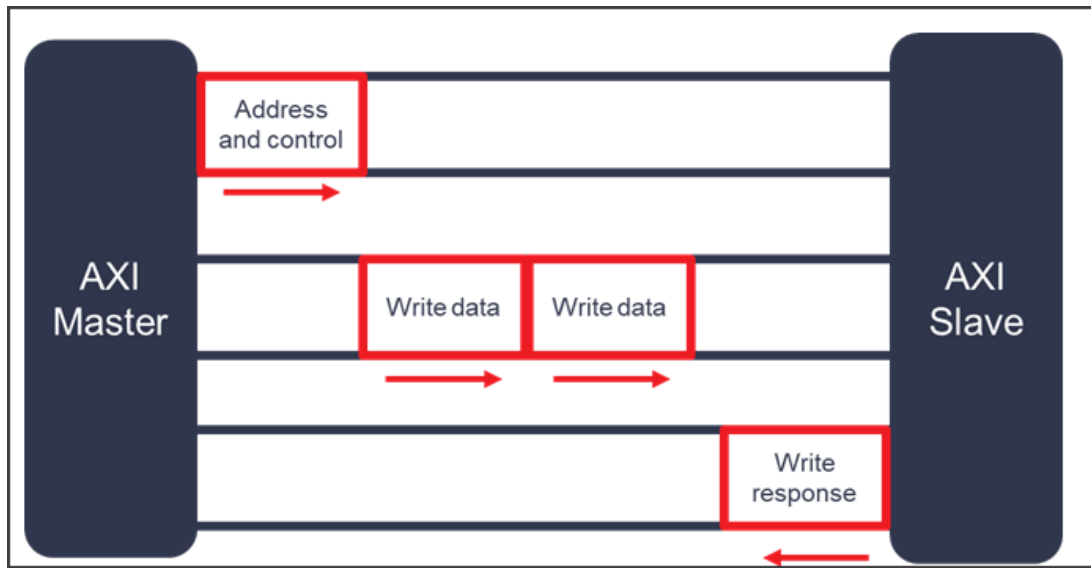 Address
and control
AXI
Master
Write data
Write data
AXI
Slave
Write
response